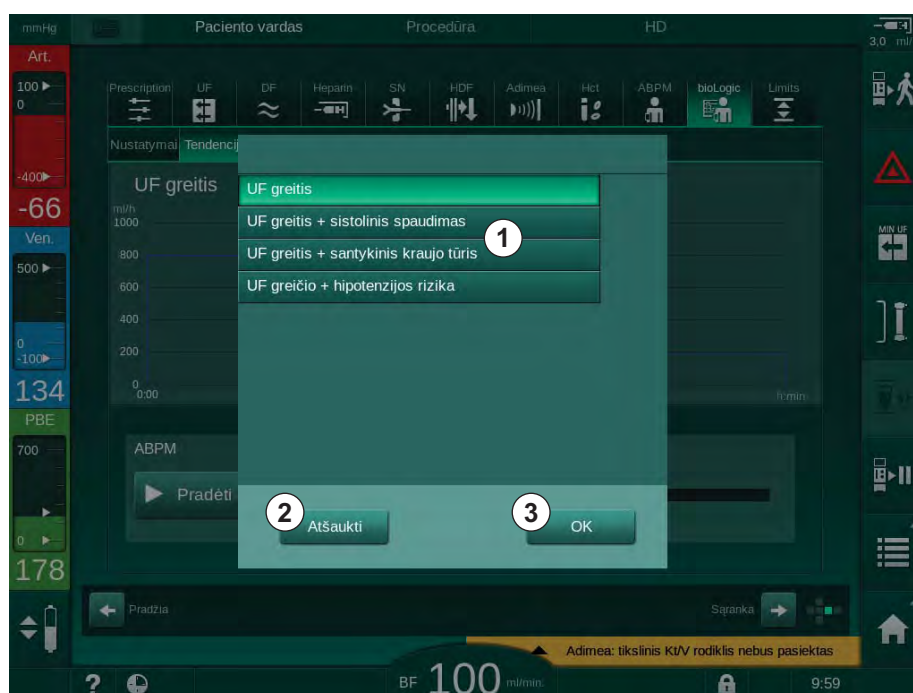 mmHg Paciento vardas Procedūra HD
3,0 ml/
Art.
100
0
-400
-66
Ven.
500
0
-100
134
PBE
700
0
178
Prescription UF DF Heparin SN HDF Adimea Hct ABPM bioLogic Limits
Nustatymai Tendencij
UF greitis
ml/h
1000
800
600
400
200
0
0:00 h:min
UF greitis
UF greitis + sistolinis spaudimas
1
UF greitis + santykinis kraujo tūris
UF greičio + hipotenzijos rizika
ABPM
Pradėti
2 Atšaukti
3 OK
MIN UF
Pradžia Sąranka
Adimea: tikslinis Kt/V rodiklis nebus pasiektas
? BF 100 ml/min. 9:59